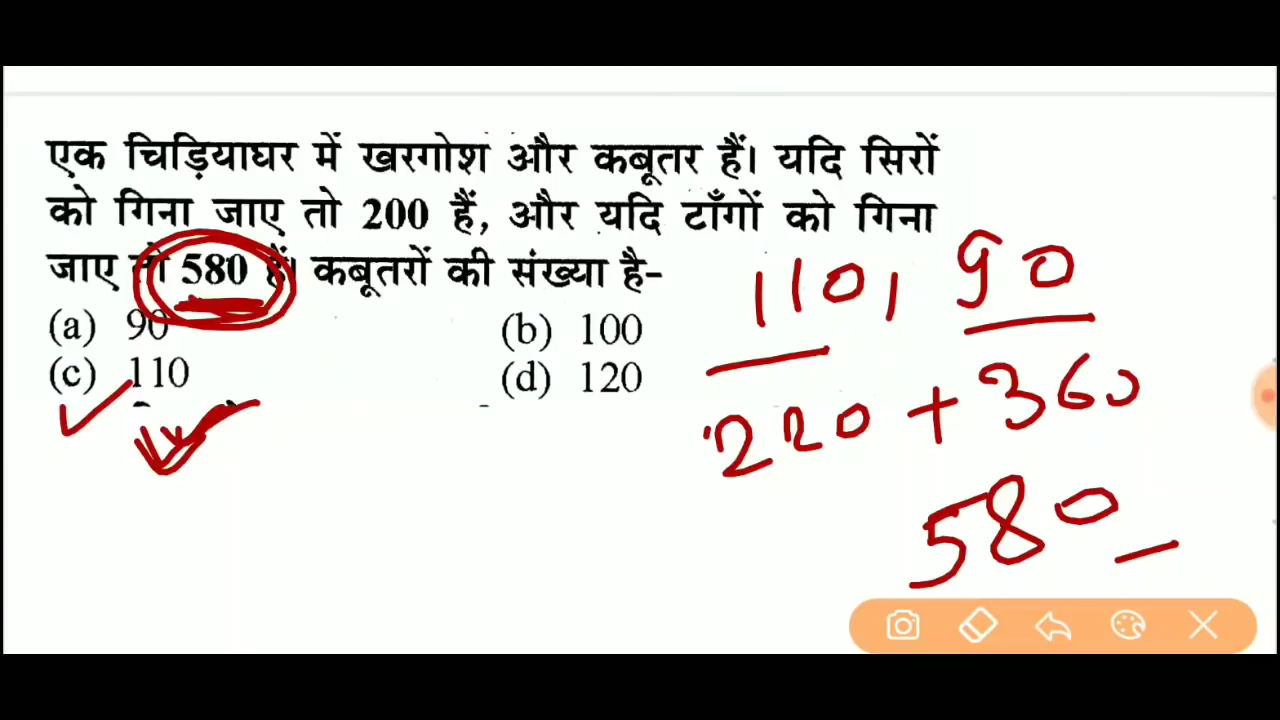 एक चिड़ियाघर में खरगोश और कबूतर हैं। यदि सिरों
को गिना जाए तो 200 हैं, और यदि टाँगों को गिना
जाए तो 580 हैं। कबूतरों की संख्या है-
(a) 90 (b) 100
(c) 110 (d) 120
110, 90
220 + 360
580